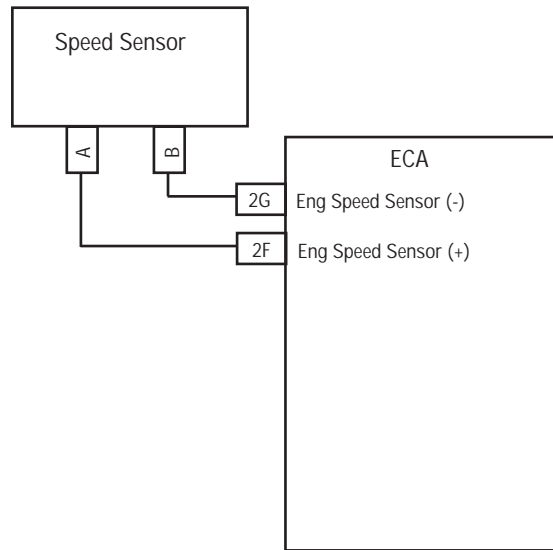 Speed Sensor
A
B
ECA
2G Eng Speed Sensor (-)
2F Eng Speed Sensor (+)